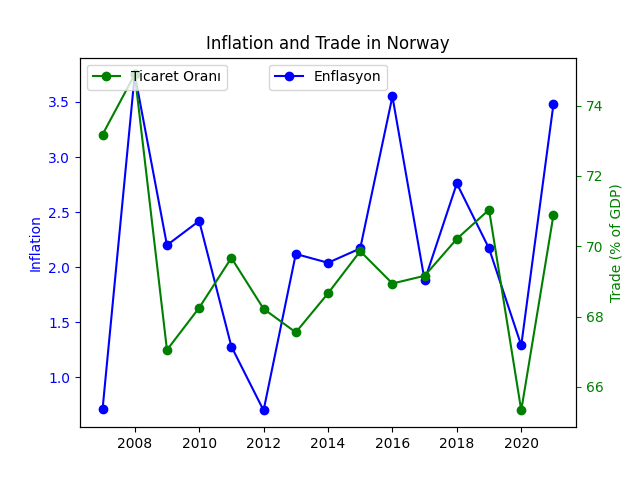 Inflation and Trade in Norway
Ticaret Oranı
Enflasyon
Inflation
3.5
3.0
2.5
2.0
1.5
1.0
74
72
70
68
66
Trade (% of GDP)
2008 2010 2012 2014 2016 2018 2020